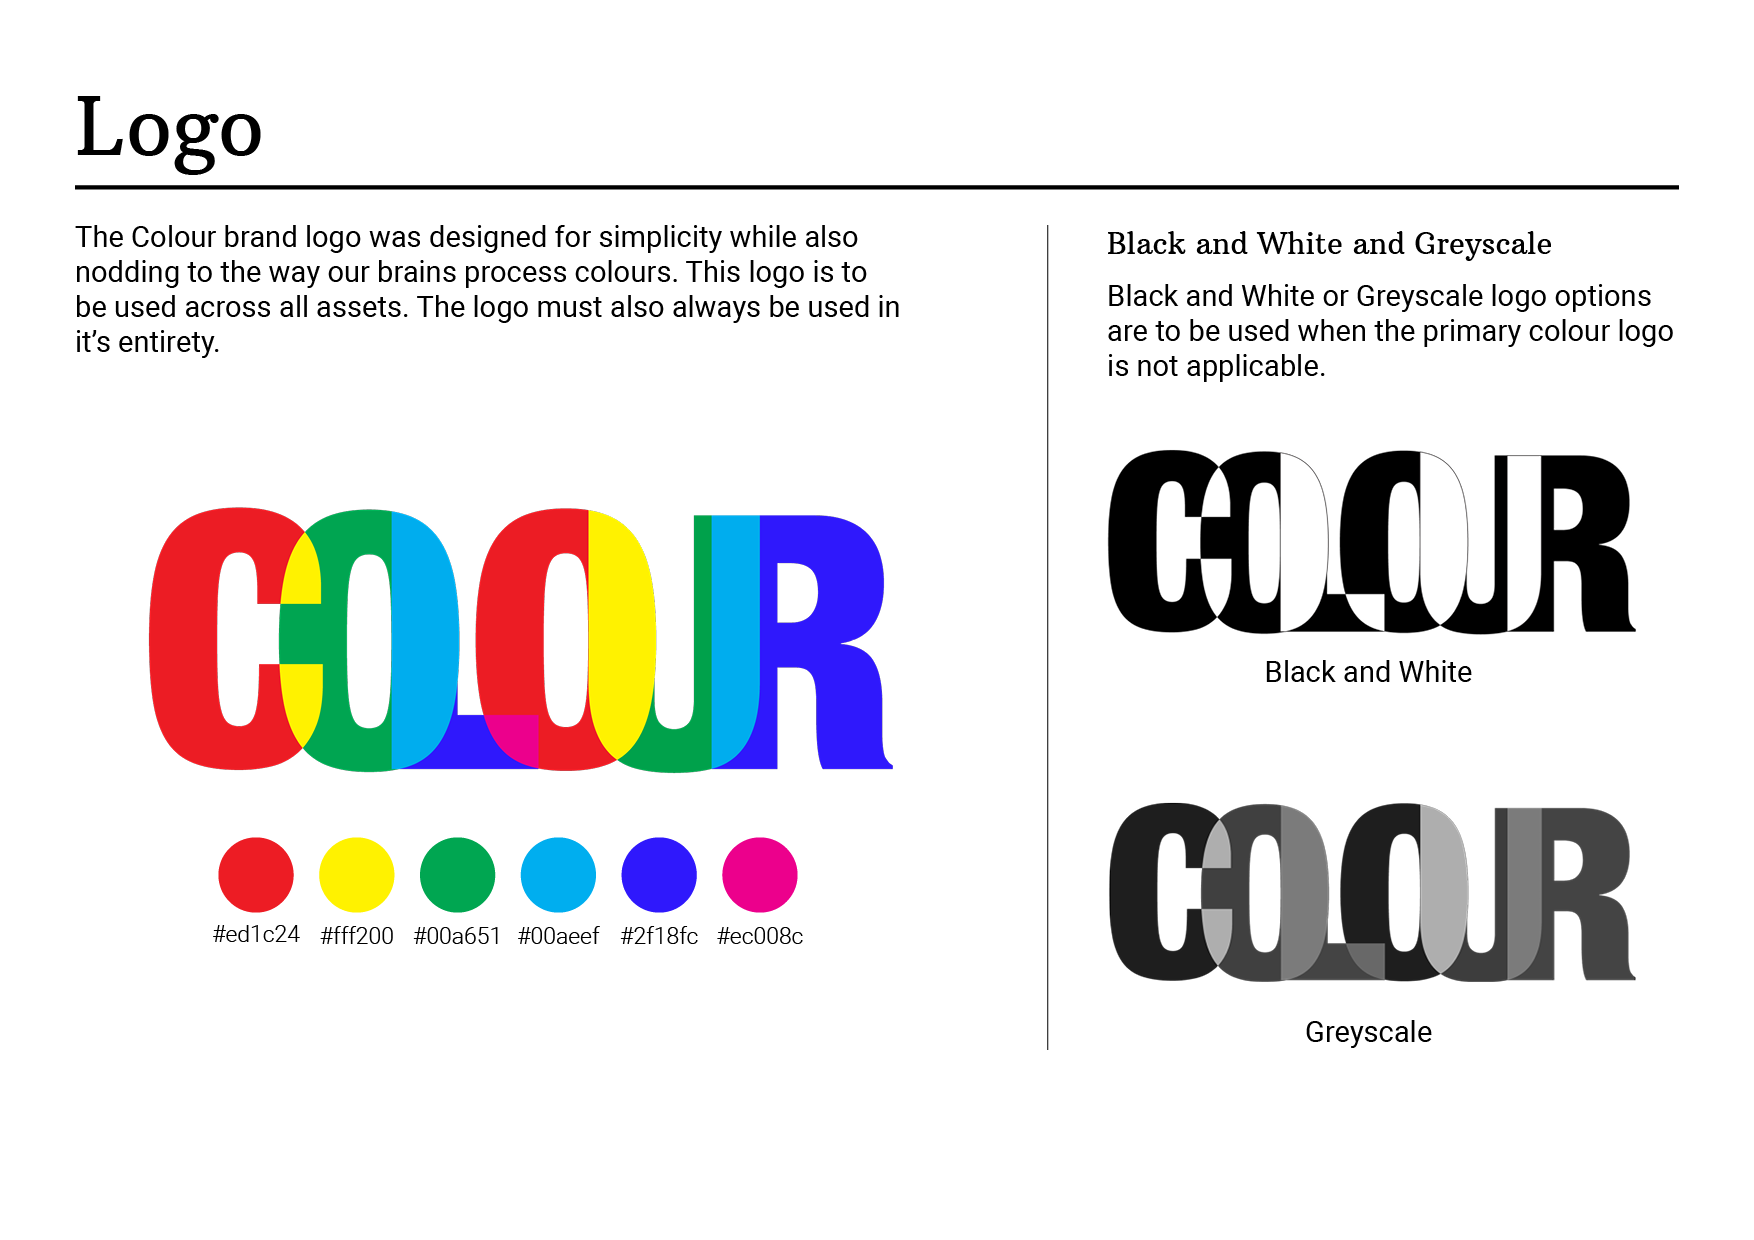 Logo
The Colour brand logo was designed for simplicity while also
nodding to the way our brains process colours. This logo is to
be used across all assets. The logo must also always be used in
it’s entirety.
COLOUR
#ed1c24 #fff200 #00a651 #00aeef #2f18fc #ec008c
Black and White and Greyscale
Black and White or Greyscale logo options
are to be used when the primary colour logo
is not applicable.
COLOUR
Black and White
COLOUR
Greyscale